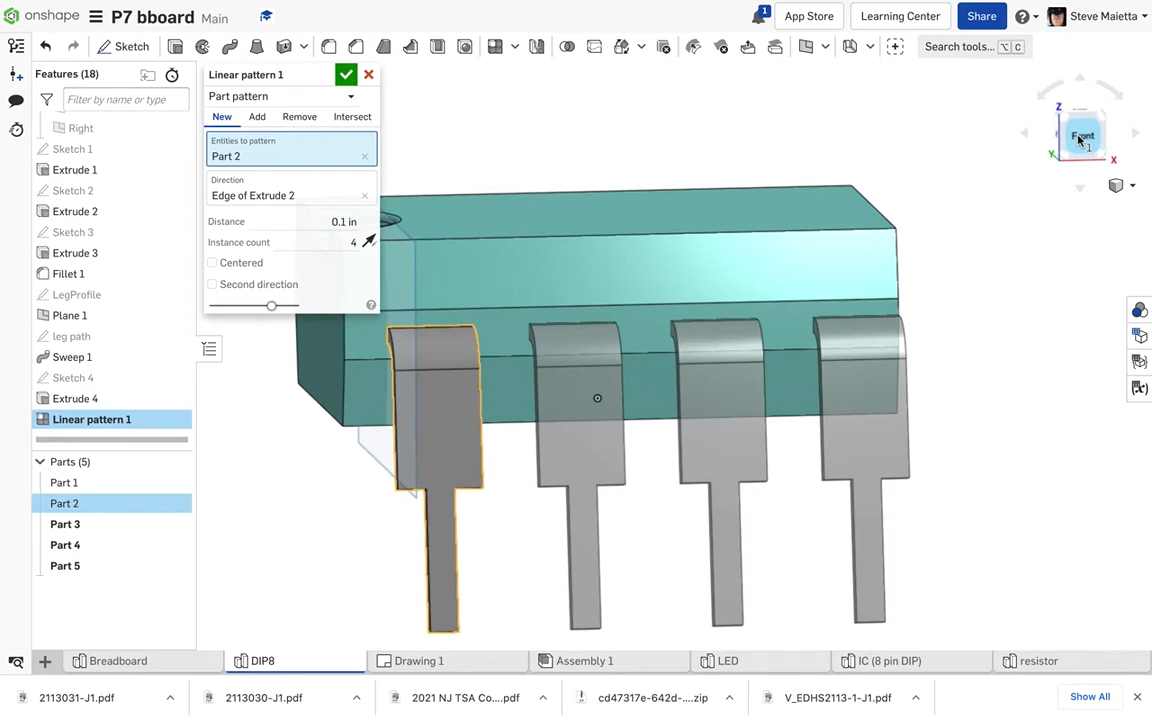 onshape P7 bboard Main 1 App Store Learning Center Share Steve Maietta
Sketch Search tools... ⌥ C
Features (18)
Filter by name or type
Right
Sketch 1
Extrude 1
Sketch 2
Extrude 2
Sketch 3
Extrude 3
Fillet 1
LegProfile
Plane 1
leg path
Sweep 1
Sketch 4
Extrude 4
Linear pattern 1
Parts (5)
Part 1
Part 2
Part 3
Part 4
Part 5
Linear pattern 1
Part pattern
New Add Remove Intersect
Entities to pattern
Part 2
Direction
Edge of Extrude 2
Distance 0.1 in
Instance count 4
Centered
Second direction
Z
Front
1
Y
X
Breadboard DIP8 Drawing 1 Assembly 1 LED IC (8 pin DIP) resistor
2113031-J1.pdf 2113030-J1.pdf 2021 NJ TSA Co....pdf cd47317e-642d-....zip V_EDHS2113-1-J1.pdf Show All